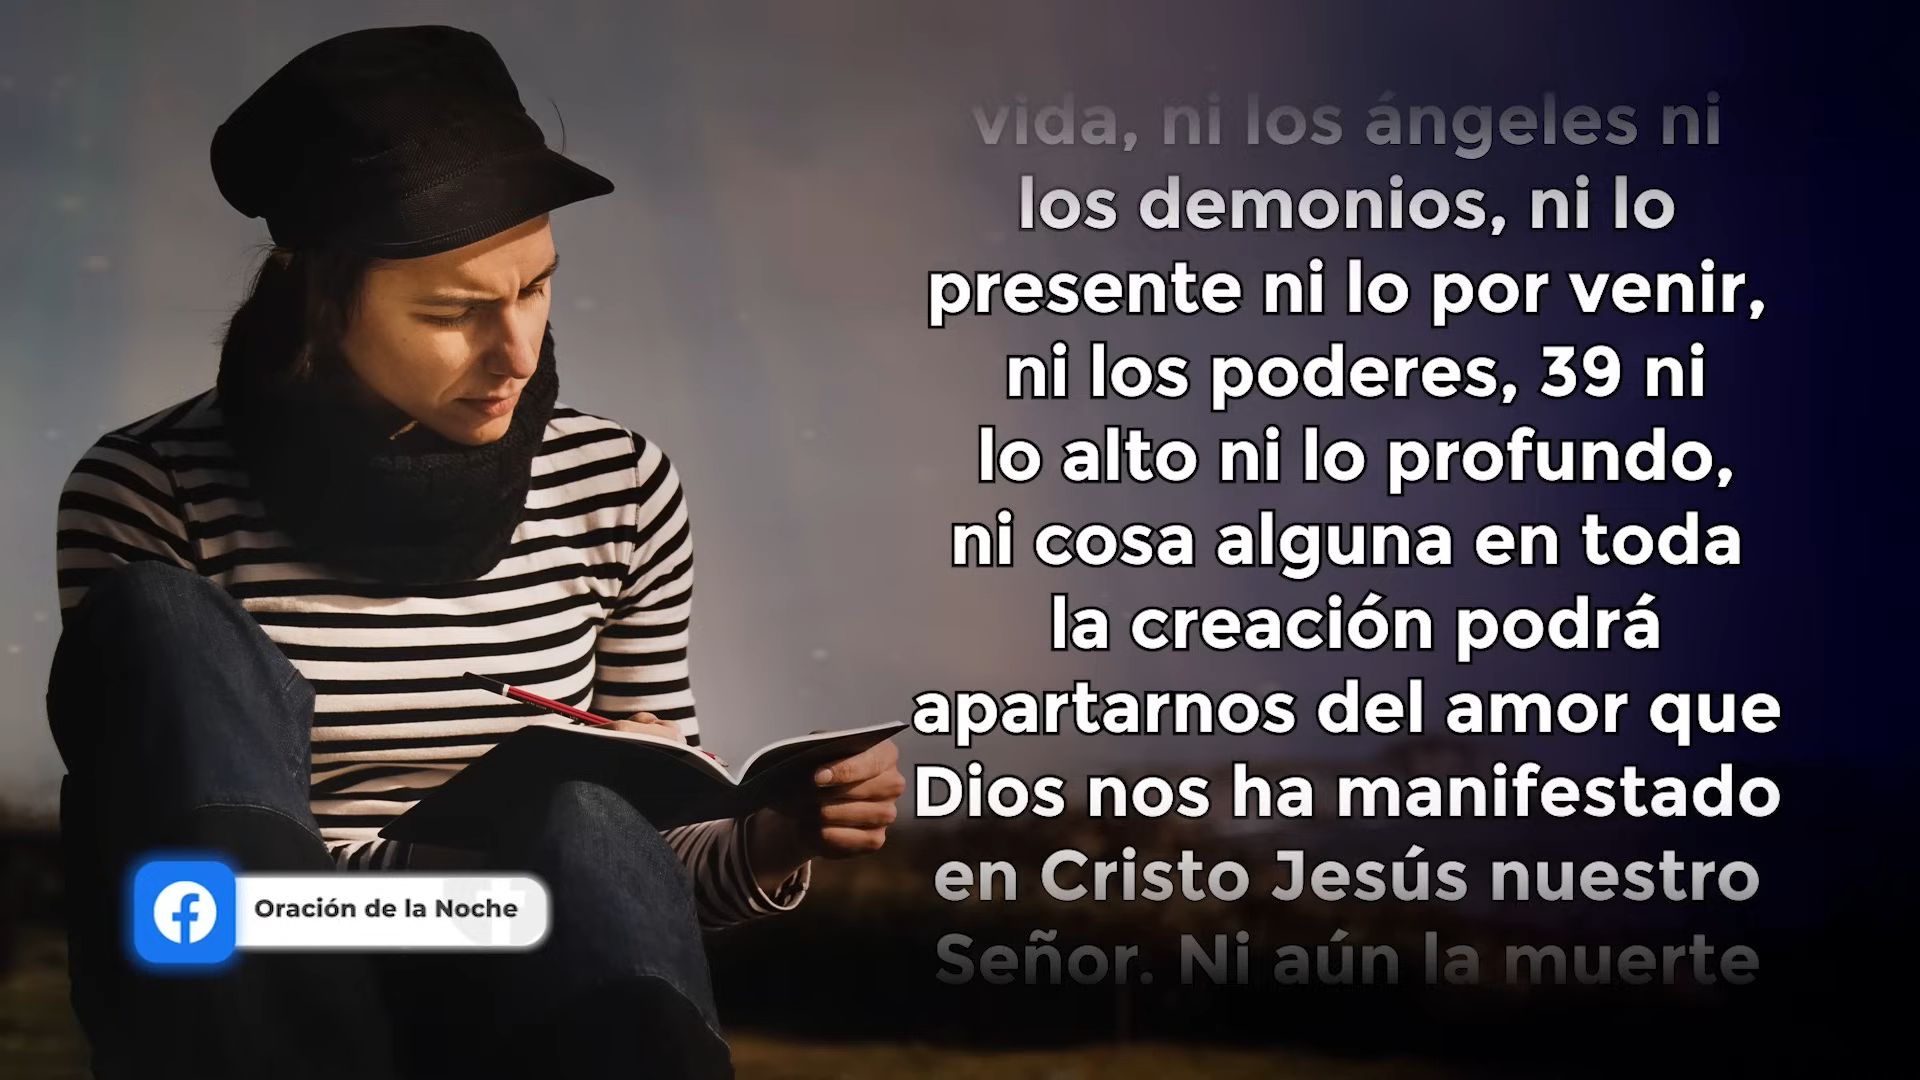 vida, ni los ángeles ni
los demonios, ni lo
presente ni lo por venir,
ni los poderes, 39 ni
lo alto ni lo profundo,
ni cosa alguna en toda
la creación podrá
apartarnos del amor que
Dios nos ha manifestado
en Cristo Jesús nuestro
Señor. Ni aún la muerte
Oración de la Noche